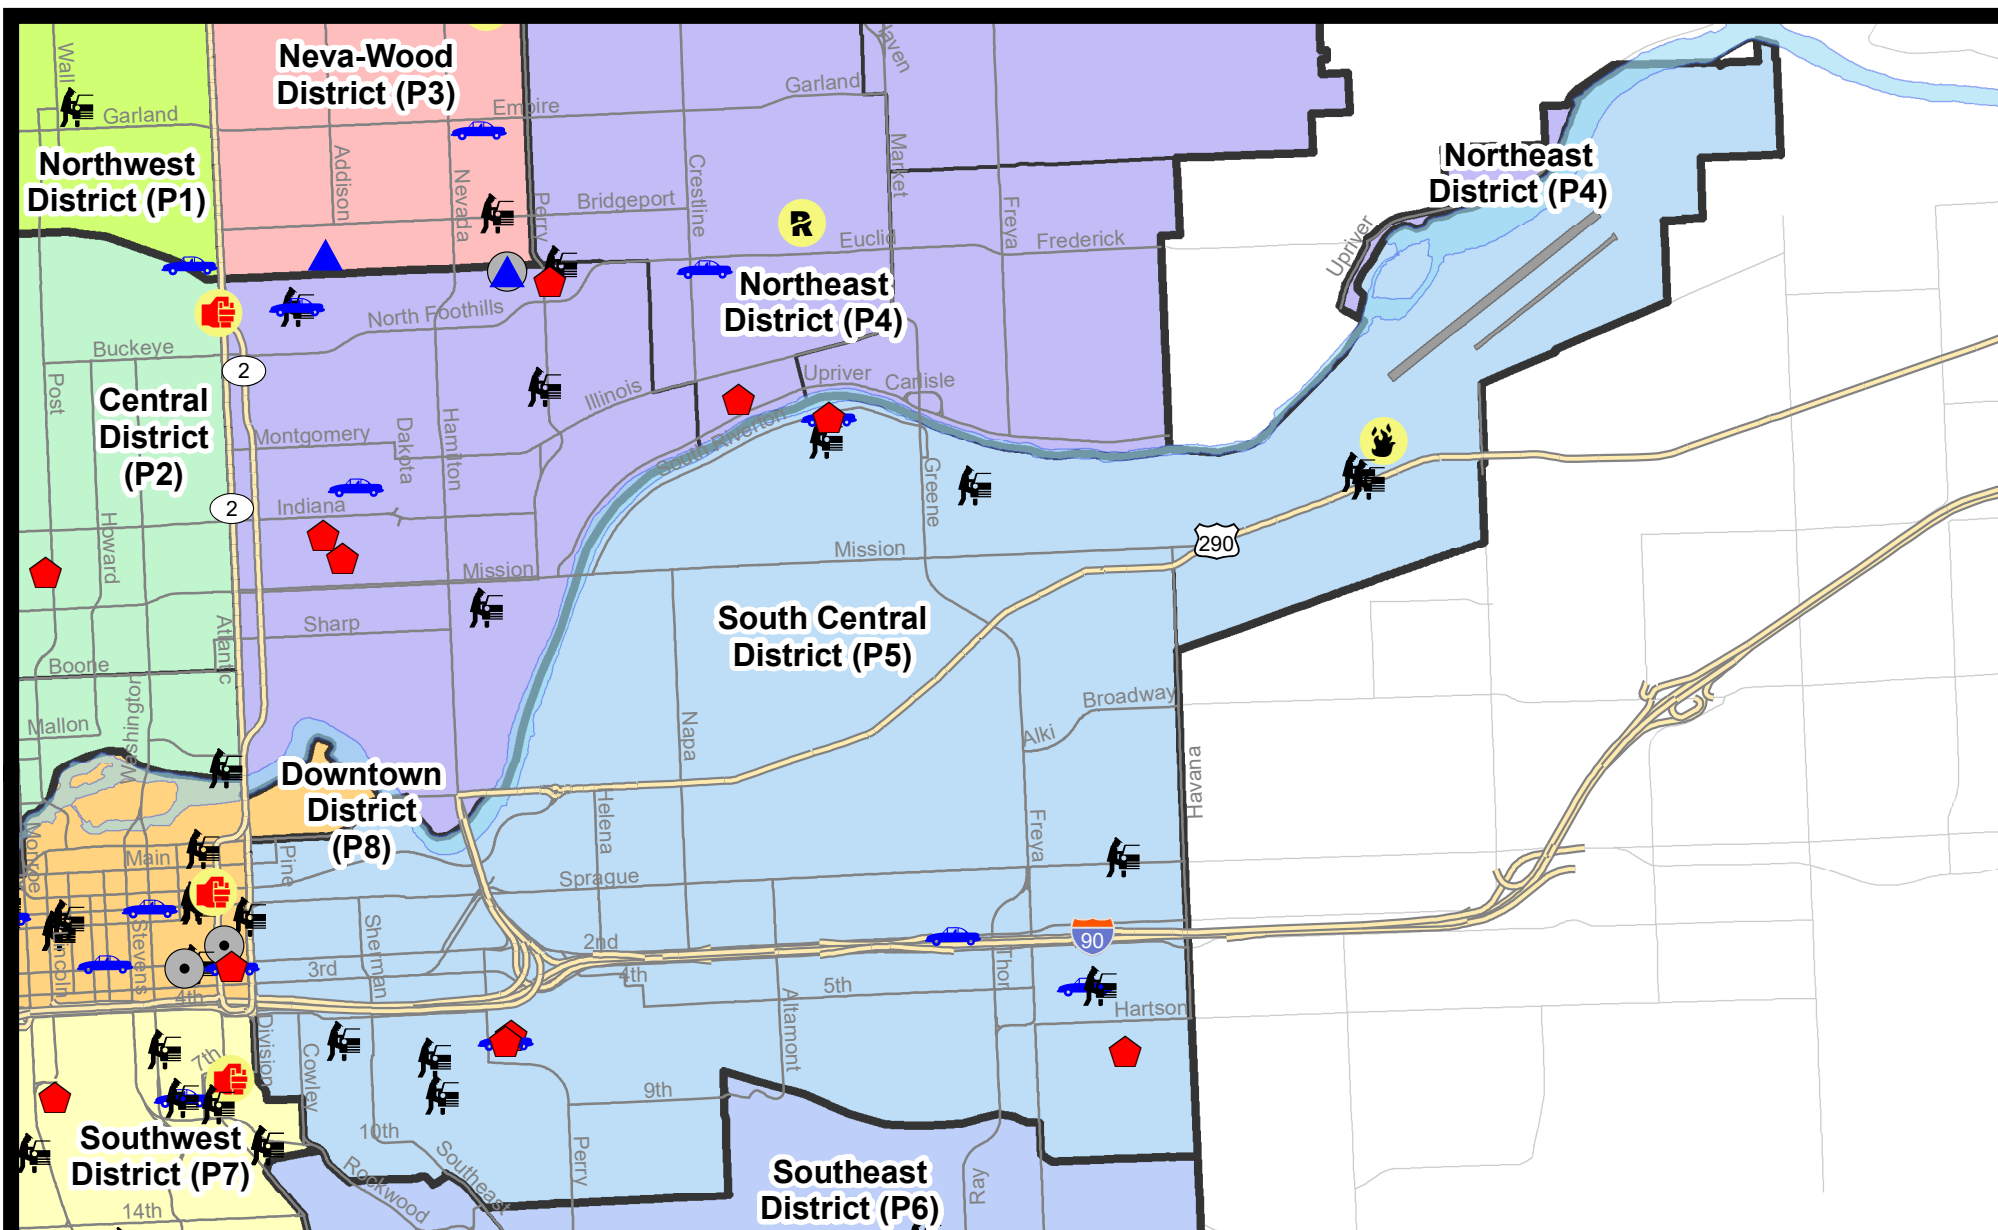 Neva-Wood
District (P3)
Northwest
District (P1)
Northeast
District (P4)
Northeast
District (P4)
Central
District
(P2)
South Central
District (P5)
Downtown
District
(P8)
Southwest
District (P7)
Southeast
District (P6)
Wall
Garland
Empire
Garland
Haven
Addison
Nevada
Perry
Bridgeport
Crestline
Market
Euclid
Freya
Frederick
Upriver
North Foothills
Buckeye
2
Post
Illinois
Upriver
Carlisle
South Riverton
Montgomery
Dakota
Hamilton
Greene
2
Indiana
Howard
Mission
Mission
290
Sharp
Atlantic
Boone
Washington
Mallon
Napa
Broadway
Alki
Havana
Helena
Freya
Monroe
Main
Pine
Sprague
Stevens
Lincoln
Sherman
2nd
3rd
4th
4th
5th
90
Thor
Altamont
Hartson
Division
7th
Cowley
9th
10th
Southeast
Perry
Rockwood
Ray
14th